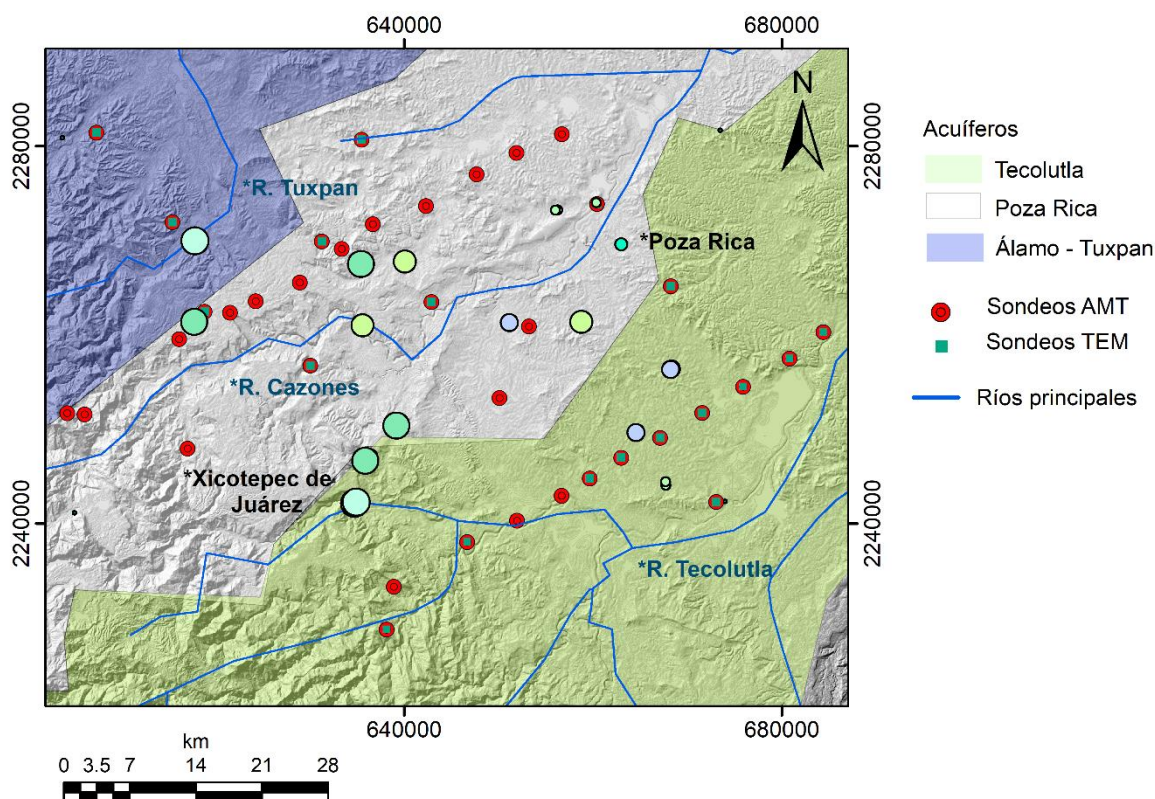 640000
680000
N
2280000
2280000
*R. Tuxpan
*Poza Rica
*R. Cazones
*Xicotepec de
Juárez
2240000
2240000
*R. Tecolutla
640000
680000
km
0 3.5 7 14 21 28
Acuíferos
Tecolutla
Poza Rica
Álamo - Tuxpan
Sondeos AMT
Sondeos TEM
Ríos principales